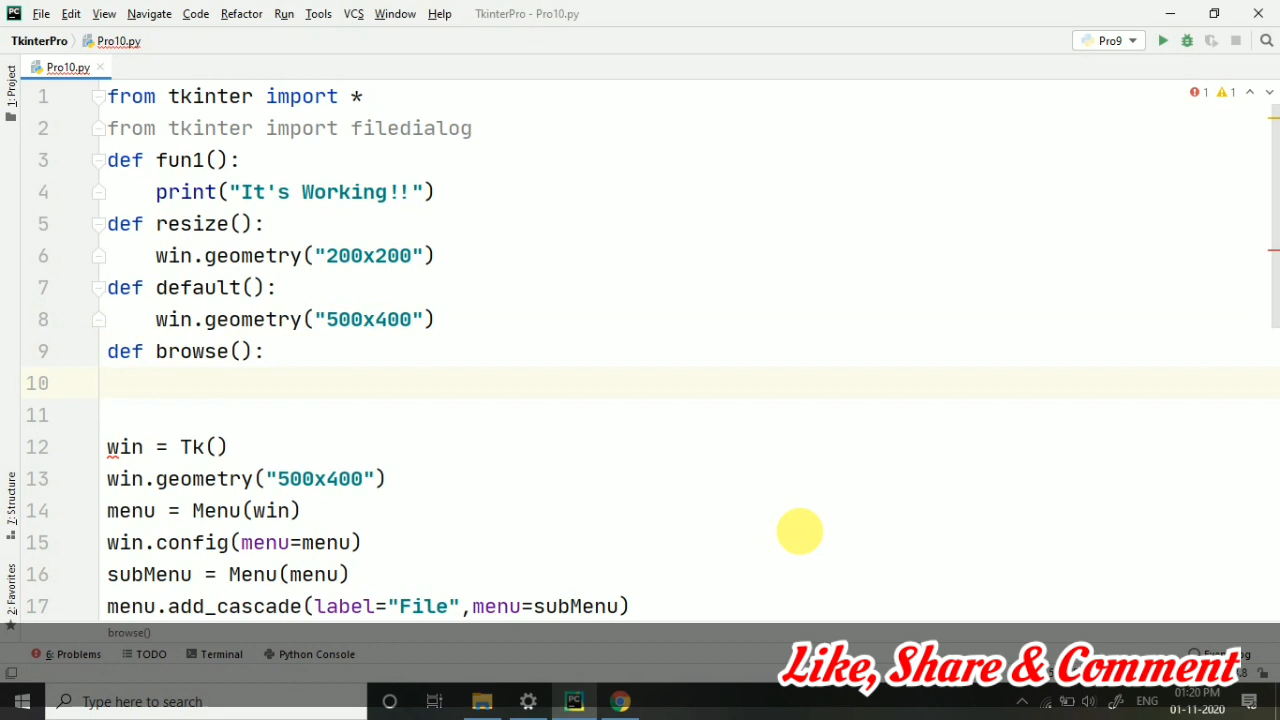 File Edit View Navigate Code Refactor Run Tools VCS Window Help TkinterPro - Pro10.py
TkinterPro Pro10.py Pro9
Pro10.py
1: Project
1 from tkinter import * 1 1
2 from tkinter import filedialog
3 def fun1():
4 print("It's Working!!")
5 def resize():
6 win.geometry("200x200")
7 def default():
8 win.geometry("500x400")
9 def browse():
10
11
12 win = Tk()
13 win.geometry("500x400")
14 menu = Menu(win)
15 win.config(menu=menu)
16 subMenu = Menu(menu)
17 menu.add_cascade(label="File",menu=subMenu)
7: Structure
2: Favorites
browse()
6: Problems TODO Terminal Python Console
Like, Share & Comment
Type here to search ENG 01:20 PM
01-11-2020